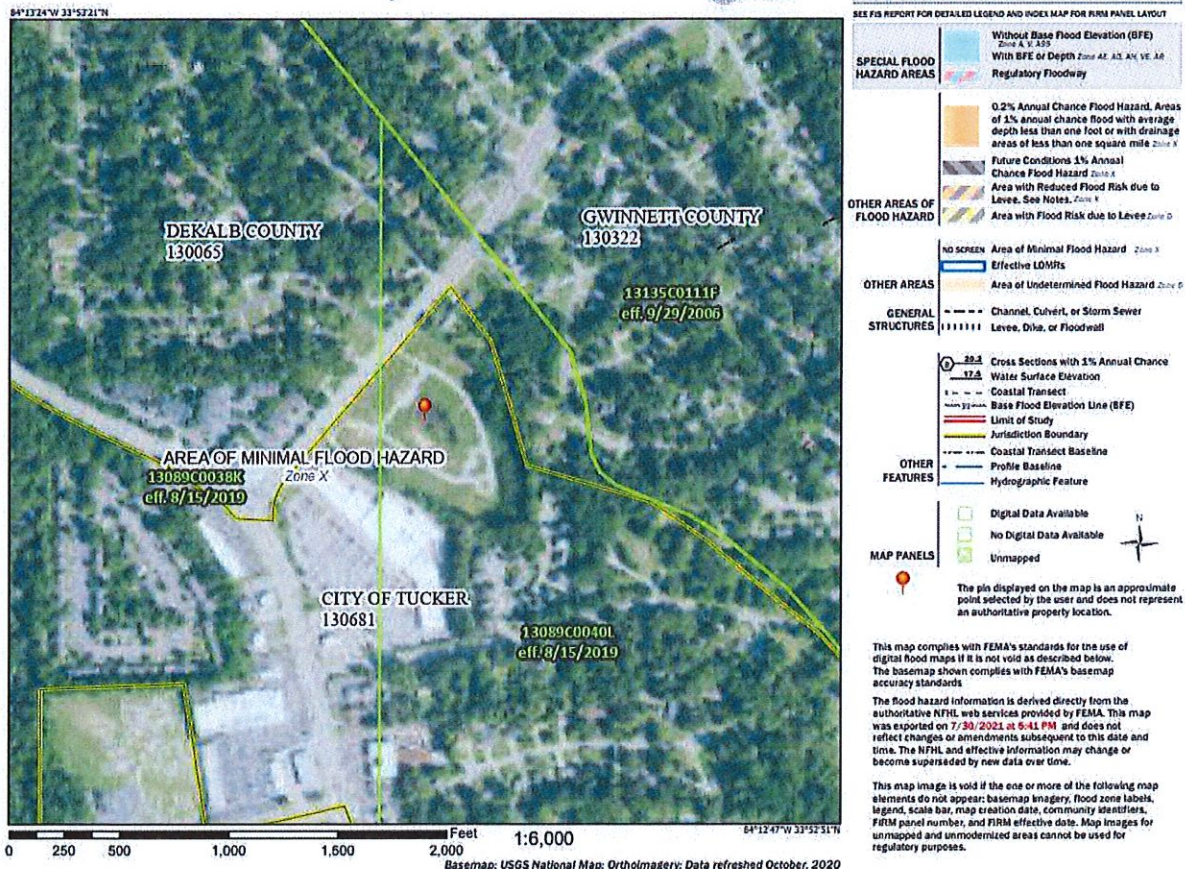 84°13'24"W 33°53'21"N
DEKALB COUNTY
130065
GWINNETT COUNTY
130322
13135C0111F
eff. 9/29/2006
AREA OF MINIMAL FLOOD HAZARD
Zone X
13089C0038K
eff. 8/15/2019
CITY OF TUCKER
130681
13089C0040L
eff. 8/15/2019
84°12'47"W 33°52'51"N
0 250 500 1,000 1,500 2,000 Feet 1:6,000
Basemap: USGS National Map: Orthoimagery: Data refreshed October, 2020
SEE FIS REPORT FOR DETAILED LEGEND AND INDEX MAP FOR FIRM PANEL LAYOUT
SPECIAL FLOOD
HAZARD AREAS
Without Base Flood Elevation (BFE)
Zone A, V, A99
With BFE or Depth Zone AE, AO, AH, VE, AR
Regulatory Floodway
OTHER AREAS OF
FLOOD HAZARD
0.2% Annual Chance Flood Hazard, Areas
of 1% annual chance flood with average
depth less than one foot or with drainage
areas of less than one square mile Zone X
Future Conditions 1% Annual
Chance Flood Hazard Zone X
Area with Reduced Flood Risk due to
Levee. See Notes. Zone X
Area with Flood Risk due to Levee Zone D
OTHER AREAS
NO SCREEN Area of Minimal Flood Hazard Zone X
Effective LOMRs
Area of Undetermined Flood Hazard Zone D
GENERAL
STRUCTURES
Channel, Culvert, or Storm Sewer
Levee, Dike, or Floodwall
OTHER
FEATURES
20.2 Cross Sections with 1% Annual Chance
17.5 Water Surface Elevation
Coastal Transect
Base Flood Elevation Line (BFE)
Limit of Study
Jurisdiction Boundary
Coastal Transect Baseline
Profile Baseline
Hydrographic Feature
MAP PANELS
Digital Data Available
No Digital Data Available
Unmapped
N
The pin displayed on the map is an approximate
point selected by the user and does not represent
an authoritative property location.
This map complies with FEMA's standards for the use of
digital flood maps if it is not void as described below.
The basemap shown complies with FEMA's basemap
accuracy standards
The flood hazard information is derived directly from the
authoritative NFHL web services provided by FEMA. This map
was exported on 7/30/2021 at 6:41 PM and does not
reflect changes or amendments subsequent to this date and
time. The NFHL and effective information may change or
become superseded by new data over time.
This map image is void if the one or more of the following map
elements do not appear: basemap imagery, flood zone labels,
legend, scale bar, map creation date, community identifiers,
FIRM panel number, and FIRM effective date. Map images for
unmapped and unmodernized areas cannot be used for
regulatory purposes.